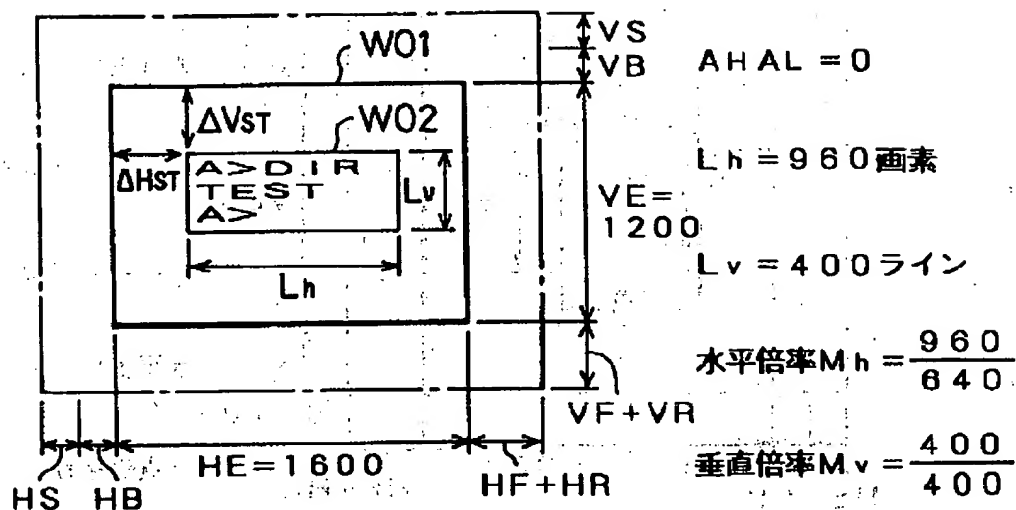 VS
W01
VB
AHAL=0
ΔVST
W02
A>DIR
TEST
A>
ΔHST
Lv
Lh=960画素
VE=
1200
Lh
Lv=400ライン
水平倍率Mh=960/640
VF+VR
HE=1600
垂直倍率Mv=400/400
HS
HB
HF+HR